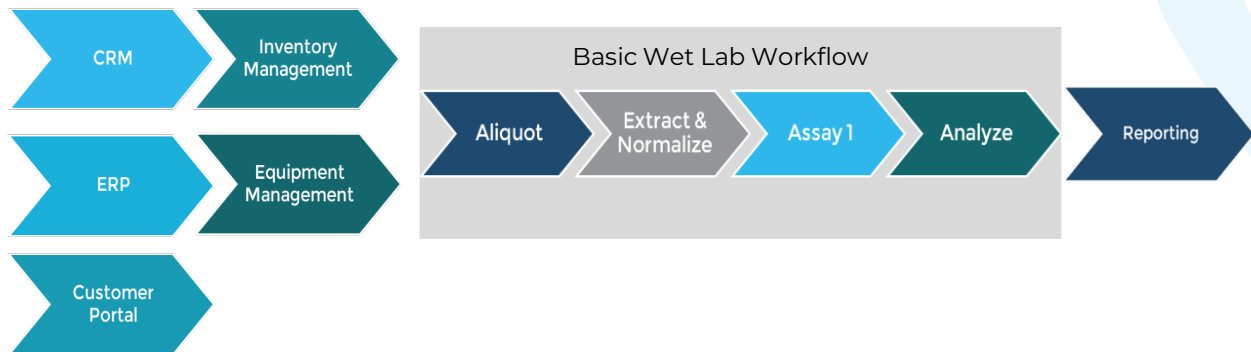 CRM
Inventory
Management
ERP
Equipment
Management
Customer
Portal
Basic Wet Lab Workflow
Aliquot
Extract &
Normalize
Assay 1
Analyze
Reporting